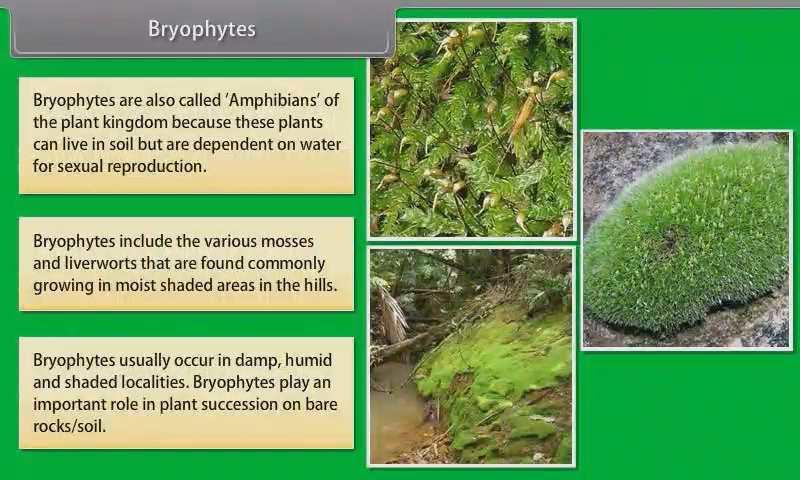 Bryophytes
Bryophytes are also called ‘Amphibians’ of
the plant kingdom because these plants
can live in soil but are dependent on water
for sexual reproduction.
Bryophytes include the various mosses
and liverworts that are found commonly
growing in moist shaded areas in the hills.
Bryophytes usually occur in damp, humid
and shaded localities. Bryophytes play an
important role in plant succession on bare
rocks/soil.